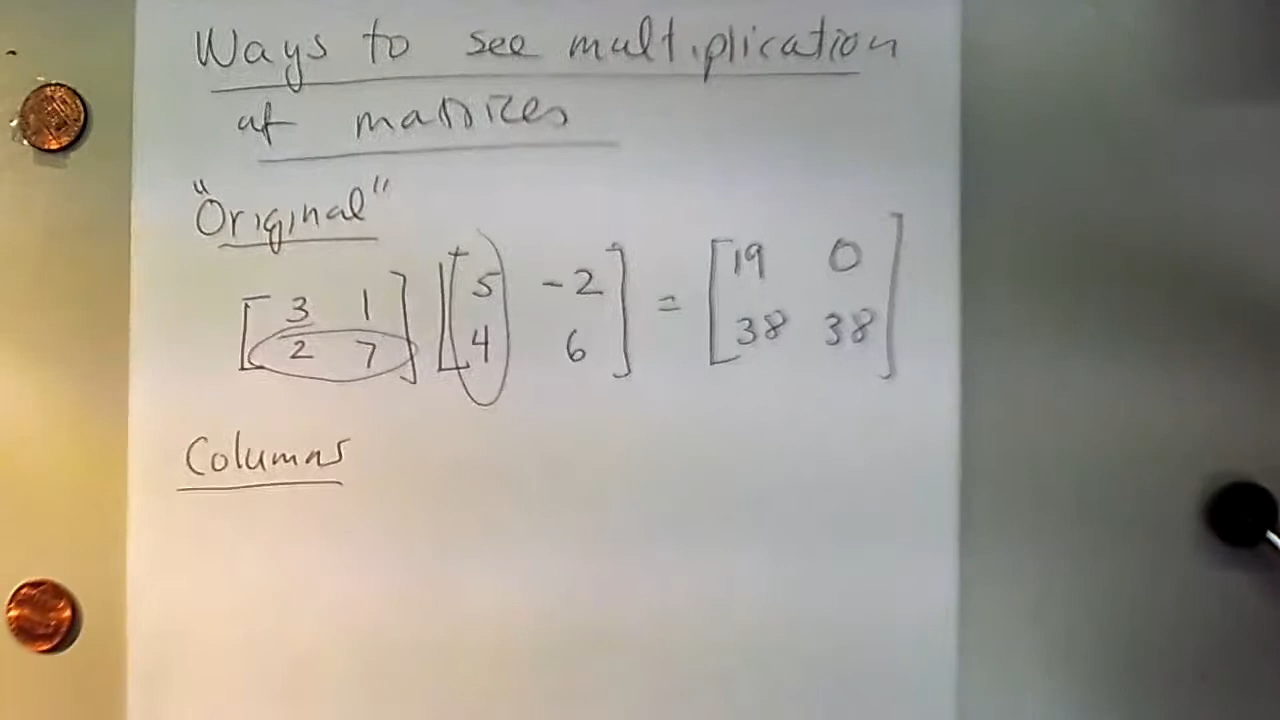 Ways to see multiplication
of matrices
"Original"
[3 1 [5 -2 = [19 0
2 7] 4 6] 38 38]
Columns